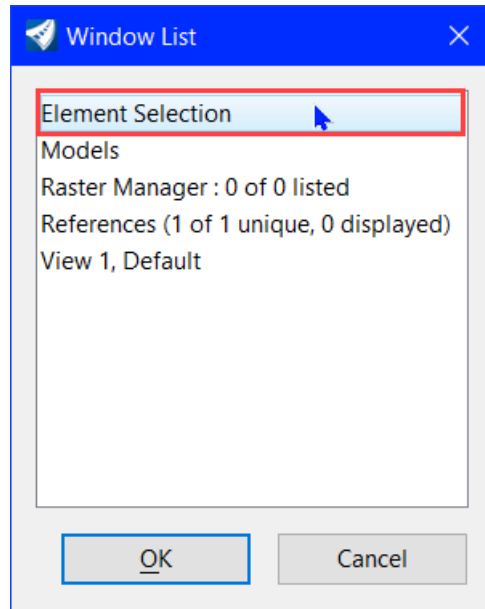 Window List
Element Selection
Models
Raster Manager : 0 of 0 listed
References (1 of 1 unique, 0 displayed)
View 1, Default
OK
Cancel